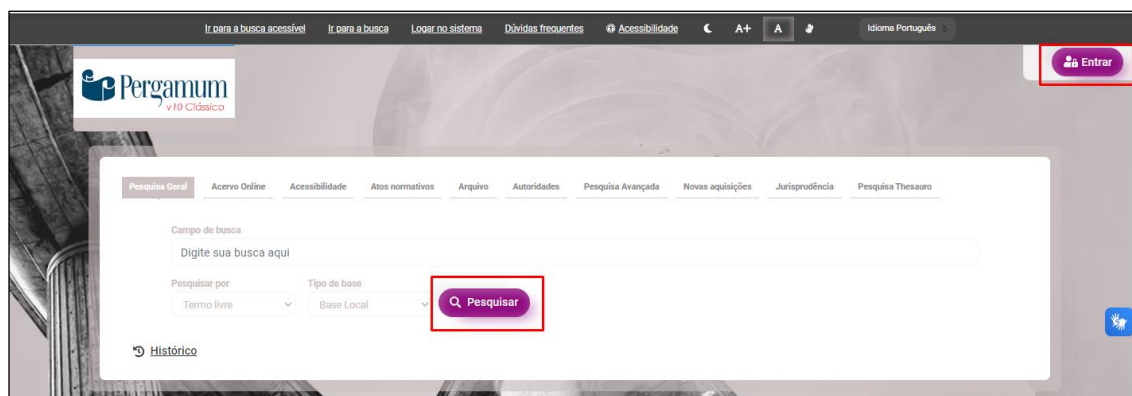 Ir para a busca acessível Ir para a busca Logar no sistema Dúvidas frequentes Acessibilidade A+ A Idioma Português
Entrar
Pergamum
v10 Clássico
Pesquisa Geral Acervo Online Acessibilidade Atos normativos Arquivo Autoridades Pesquisa Avançada Novas aquisições Jurisprudência Pesquisa Thesauro
Campo de busca
Digite sua busca aqui
Pesquisar por Tipo de base
Termo livre Base Local Pesquisar
Histórico